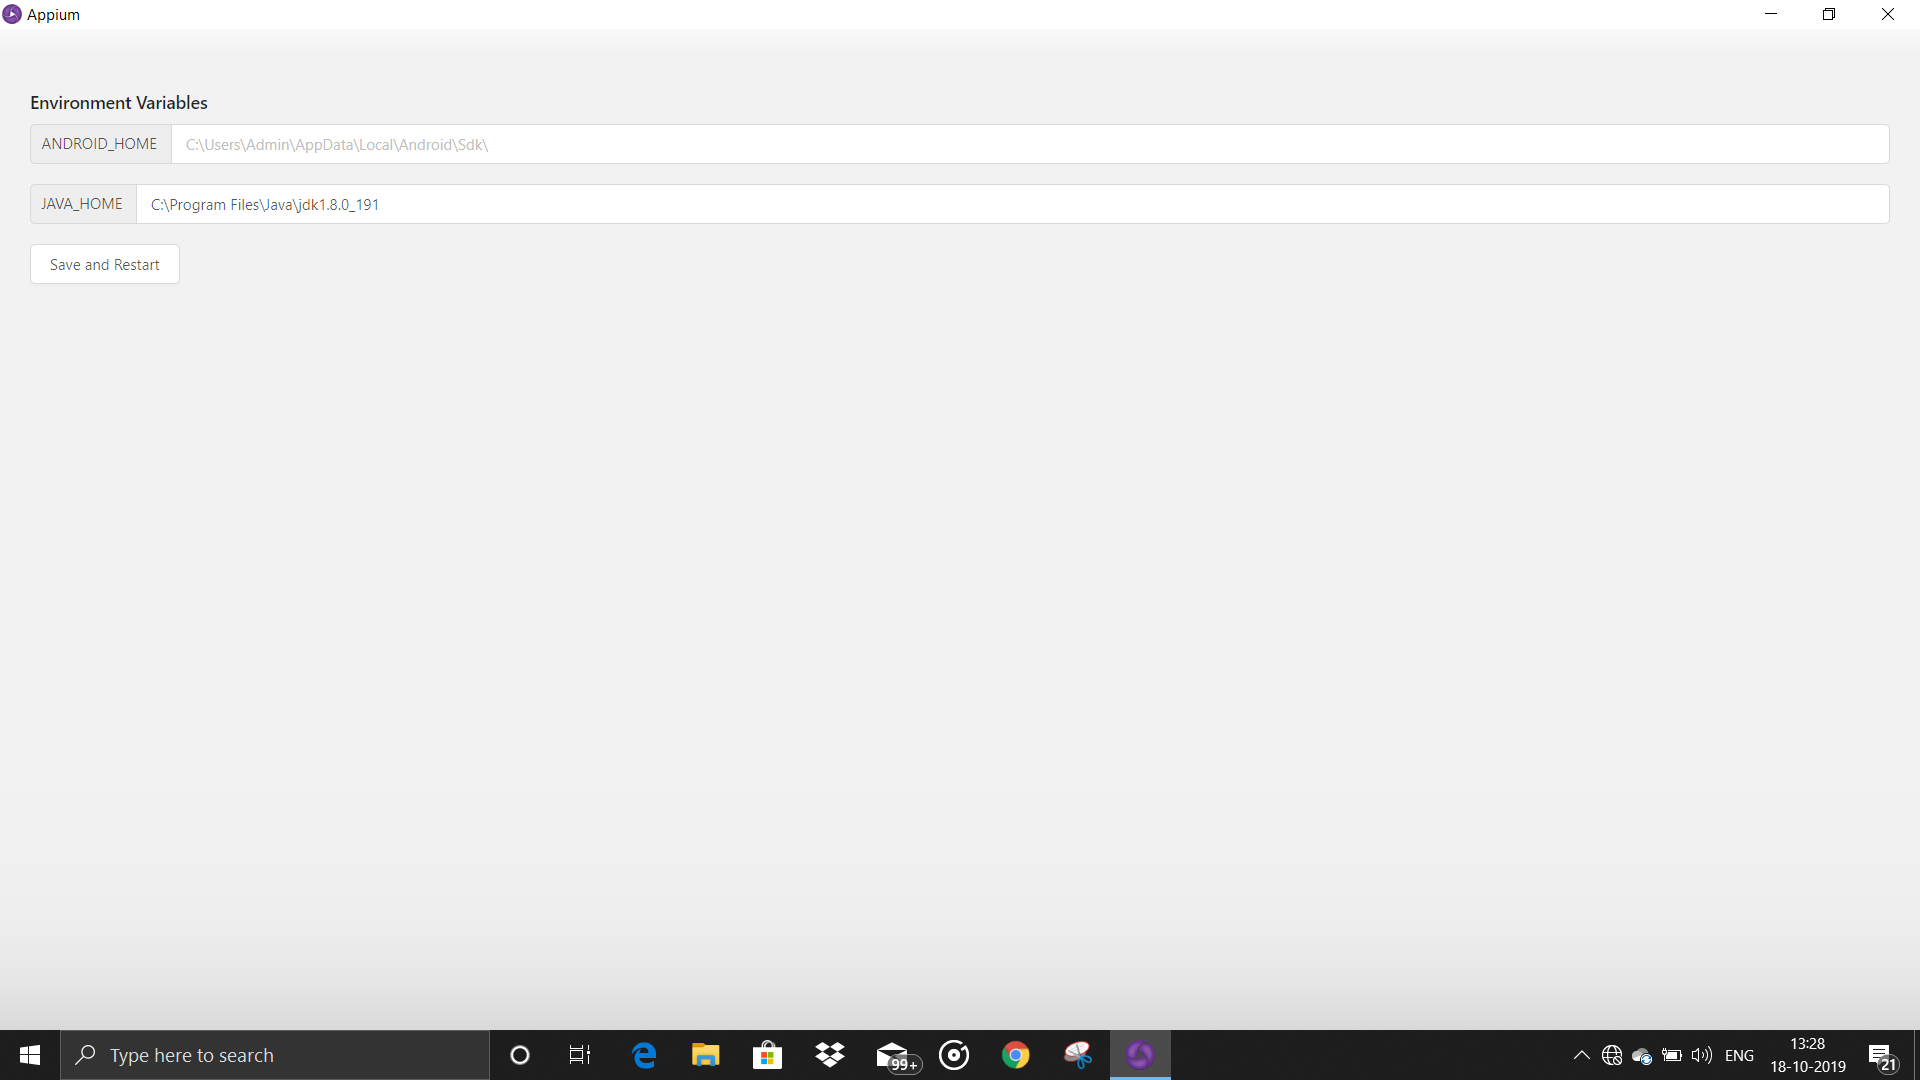 Appium
Environment Variables
ANDROID_HOME C:\Users\Admin\AppData\Local\Android\Sdk\
JAVA_HOME C:\Program Files\Java\jdk1.8.0_191
Save and Restart
Type here to search
99+
ENG
13:28
18-10-2019
21